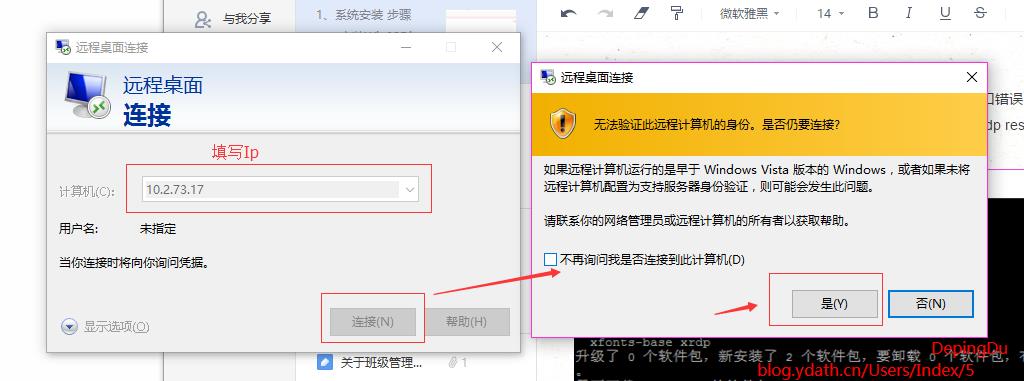 与我分享
1、系统安装 步骤
微软雅黑
14
B
I
U
S
远程桌面连接
远程桌面
连接
填写Ip
计算机(C):
10.2.73.17
用户名:
未指定
当你连接时将向你询问凭据。
显示选项(O)
连接(N)
帮助(H)
关于班级管理...
1
远程桌面连接
无法验证此远程计算机的身份。是否仍要连接?
如果远程计算机运行的是早于 Windows Vista 版本的 Windows，或者如果未将
远程计算机配置为支持服务器身份验证，则可能会发生此问题。
请联系你的网络管理员或远程计算机的所有者以获取帮助。
不再询问我是否连接到此计算机(D)
是(Y)
否(N)
错误
dp res
xfonts-base xrdp
升级了 0 个软件包，新安装了 2 个软件包，要卸载 0 个软件包，有
DepingDu
blog.ydath.cn/Users/Index/5